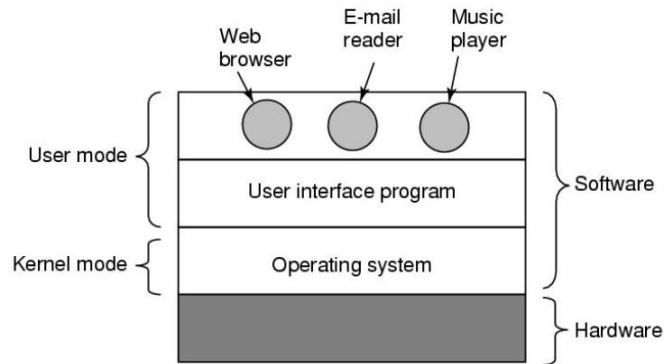 Web
browser
E-mail
reader
Music
player
User mode
User interface program
Software
Kernel mode
Operating system
Hardware